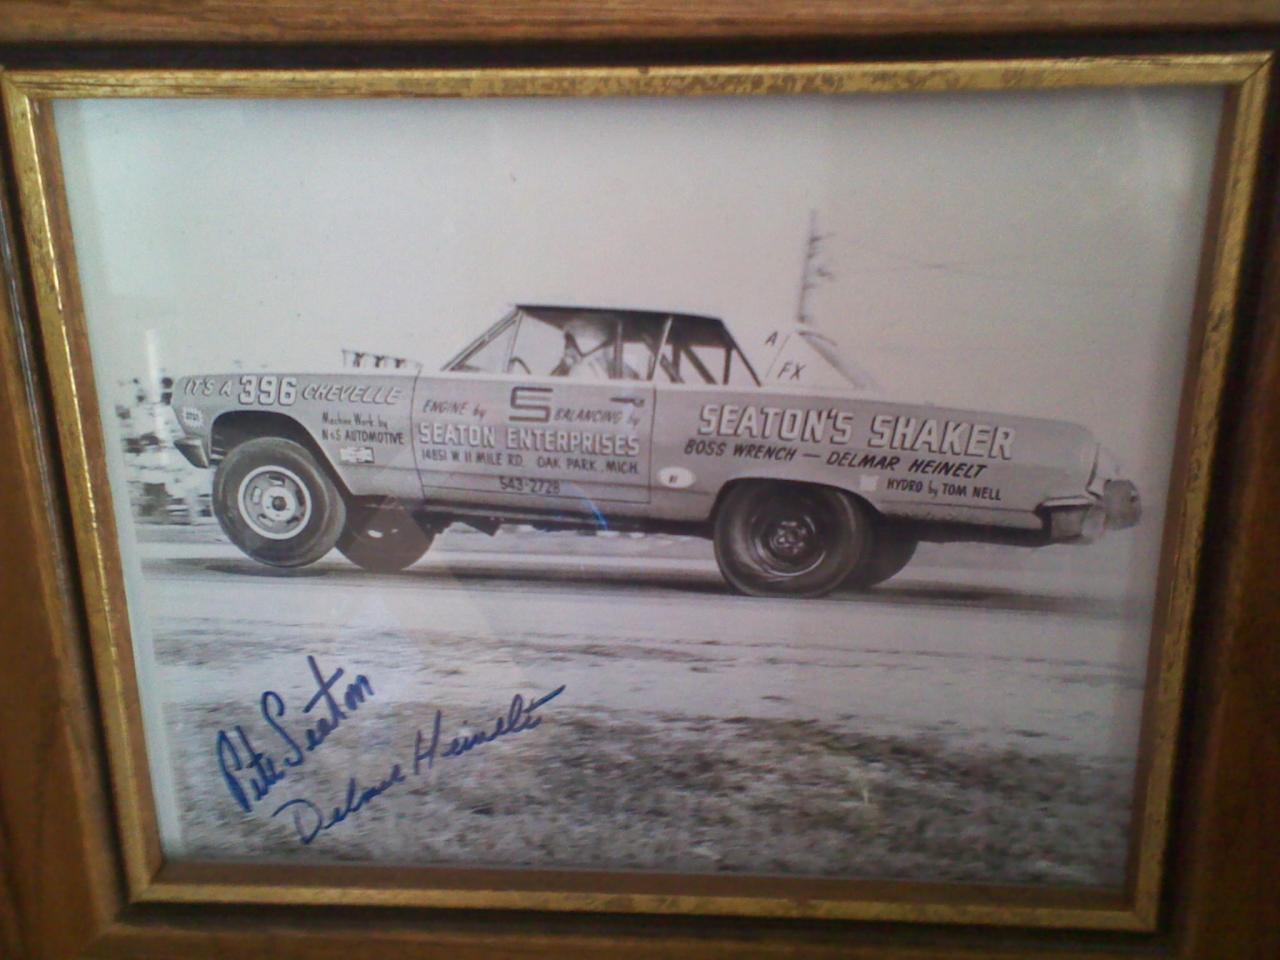 IT'S A 396 CHEVELLE
Machine Work by
N&S AUTOMOTIVE
ENGINE by S BALANCING by
SEATON ENTERPRISES
14851 W 11 MILE RD OAK PARK, MICH.
543-2728
A
FX
SEATON'S SHAKER
BOSS WRENCH — DELMAR HEINELT
HYDRO by TOM NELL
Pete Seaton
Delmar Heinelt